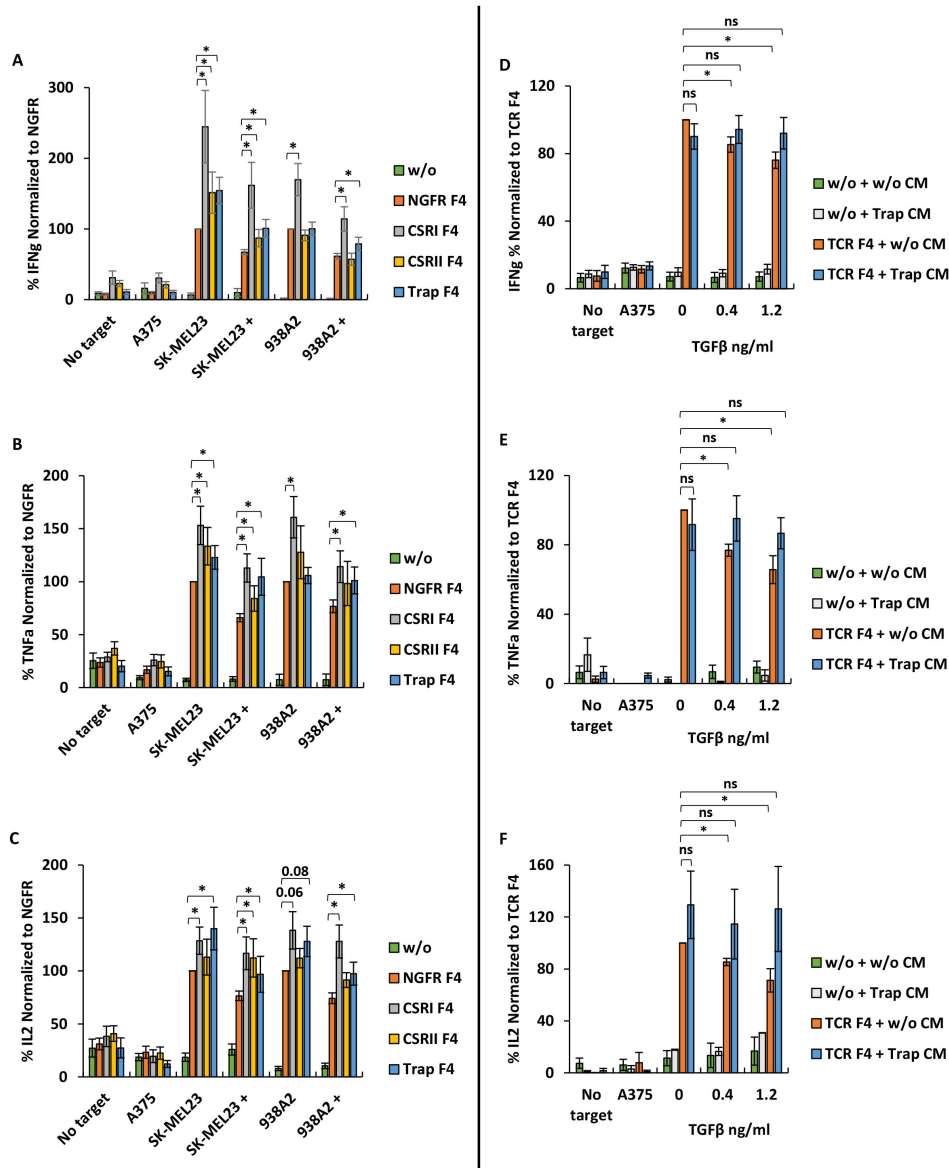 A
% IFNg Normalized to NGFR
300
200
100
0
*
*
*
*
*
*
*
*
*
No target
A375
SK-MEL23
SK-MEL23 +
938A2
938A2 +
w/o
NGFR F4
CSRI F4
CSRII F4
Trap F4
B
% TNFa Normalized to NGFR
200
150
100
50
0
*
*
*
*
*
*
*
*
*
No target
A375
SK-MEL23
SK-MEL23 +
938A2
938A2 +
w/o
NGFR F4
CSRI F4
CSRII F4
Trap F4
C
% IL2 Normalized to NGFR
200
150
100
50
0
*
*
*
*
*
0.08
0.06
*
*
No target
A375
SK-MEL23
SK-MEL23 +
938A2
938A2 +
w/o
NGFR F4
CSRI F4
CSRII F4
Trap F4
D
IFNg % Normalized to TCR F4
120
80
40
0
ns
*
ns
*
ns
No target
A375
0
0.4
1.2
TGFβ ng/ml
w/o + w/o CM
w/o + Trap CM
TCR F4 + w/o CM
TCR F4 + Trap CM
E
% TNFa Normalized to TCR F4
120
80
40
0
ns
*
ns
*
ns
No target
A375
0
0.4
1.2
TGFβ ng/ml
w/o + w/o CM
w/o + Trap CM
TCR F4 + w/o CM
TCR F4 + Trap CM
F
% IL2 Normalized to TCR F4
160
120
80
40
0
ns
*
ns
*
ns
No target
A375
0
0.4
1.2
TGFβ ng/ml
w/o + w/o CM
w/o + Trap CM
TCR F4 + w/o CM
TCR F4 + Trap CM